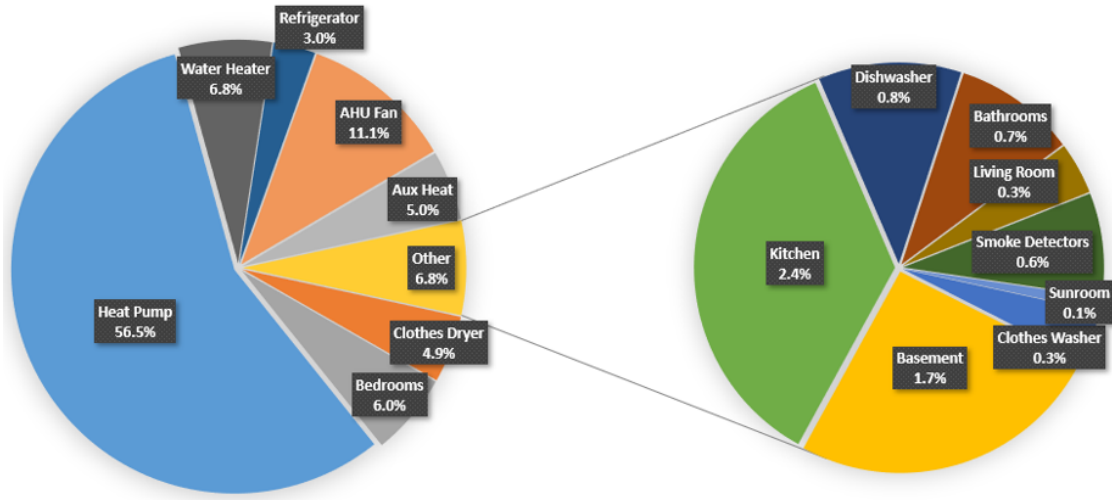 Refrigerator
3.0%
Water Heater
6.8%
AHU Fan
11.1%
Aux Heat
5.0%
Other
6.8%
Clothes Dryer
4.9%
Bedrooms
6.0%
Heat Pump
56.5%
Dishwasher
0.8%
Bathrooms
0.7%
Living Room
0.3%
Smoke Detectors
0.6%
Sunroom
0.1%
Clothes Washer
0.3%
Basement
1.7%
Kitchen
2.4%